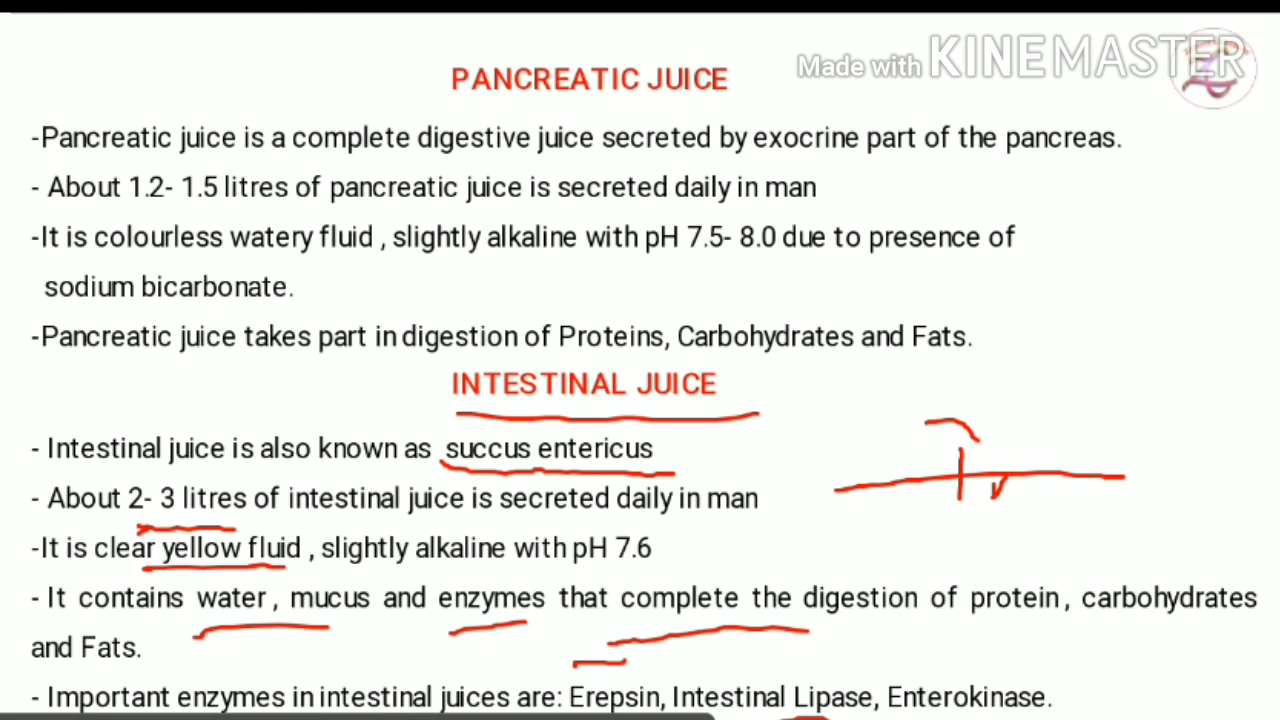 Made with KINEMASTER
PANCREATIC JUICE
-Pancreatic juice is a complete digestive juice secreted by exocrine part of the pancreas.
- About 1.2- 1.5 litres of pancreatic juice is secreted daily in man
-It is colourless watery fluid , slightly alkaline with pH 7.5- 8.0 due to presence of
sodium bicarbonate.
-Pancreatic juice takes part in digestion of Proteins, Carbohydrates and Fats.
INTESTINAL JUICE
- Intestinal juice is also known as succus entericus
- About 2- 3 litres of intestinal juice is secreted daily in man
-It is clear yellow fluid , slightly alkaline with pH 7.6
- It contains water , mucus and enzymes that complete the digestion of protein , carbohydrates
and Fats.
- Important enzymes in intestinal juices are: Erepsin, Intestinal Lipase, Enterokinase.